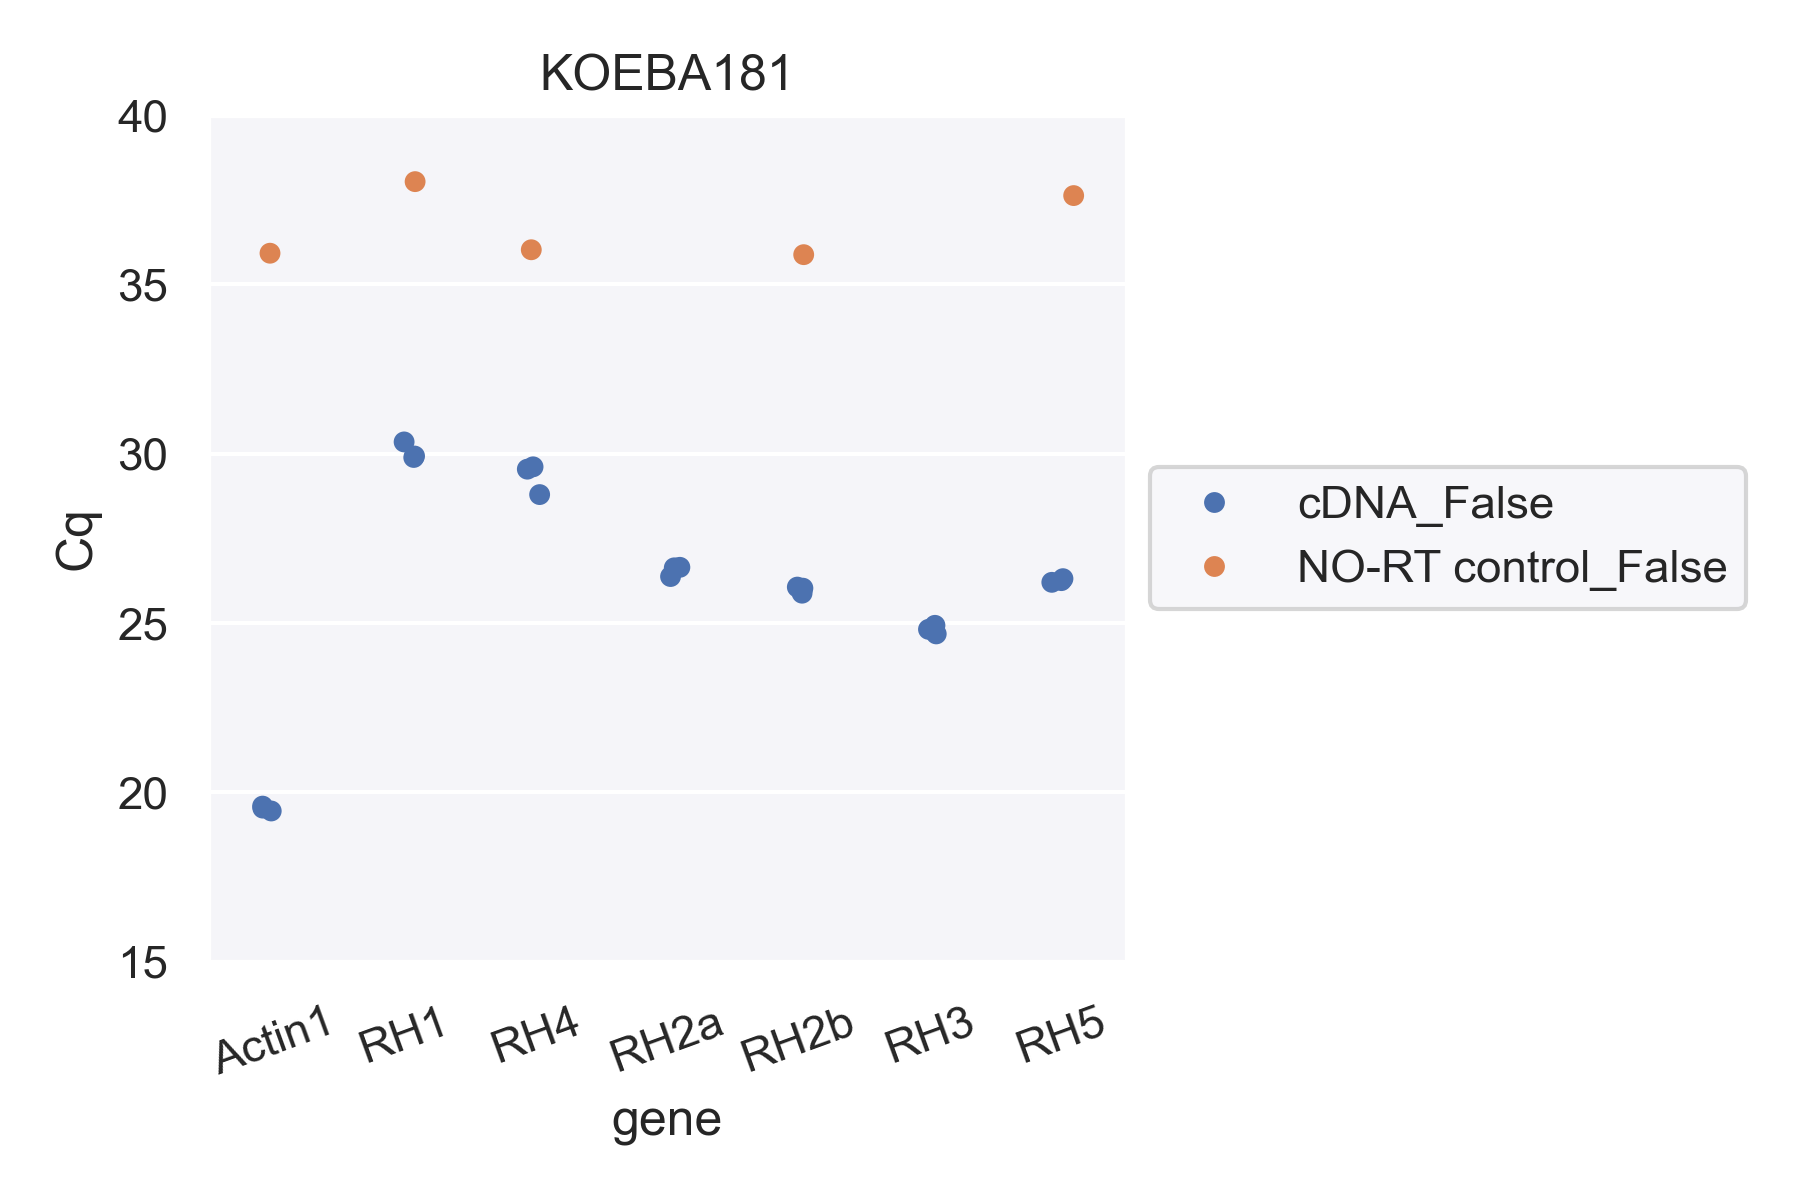 KOEBA181
40
35
30
25
20
15
Cq
Actin1 RH1 RH4 RH2a RH2b RH3 RH5
gene
cDNA_False
NO-RT control_False